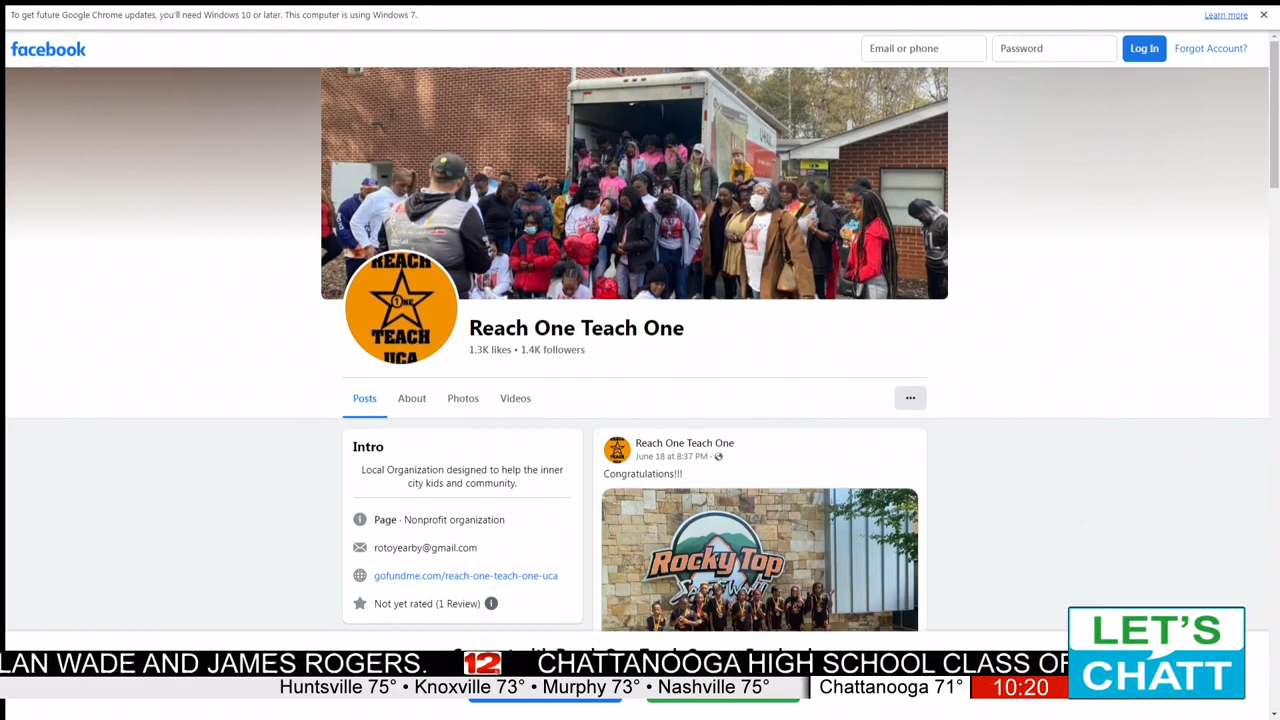 To get future Google Chrome updates, you'll need Windows 10 or later. This computer is using Windows 7.
Learn more
facebook
Email or phone
Password
Log In
Forgot Account?
REACH
1NE
TEACH
UCA
Reach One Teach One
1.3K likes • 1.4K followers
Posts
About
Photos
Videos
Intro
Local Organization designed to help the inner
city kids and community.
Page · Nonprofit organization
rotoyearby@gmail.com
gofundme.com/reach-one-teach-one-uca
Not yet rated (1 Review)
Reach One Teach One
June 18 at 8:37 PM ·
Congratulations!!!
ROCKY TOP
LET'S
CHATT
LAN WADE AND JAMES ROGERS.
12
CHATTANOOGA HIGH SCHOOL CLASS OF
Huntsville 75° • Knoxville 73° • Murphy 73° • Nashville 75°
Chattanooga 71°
10:20